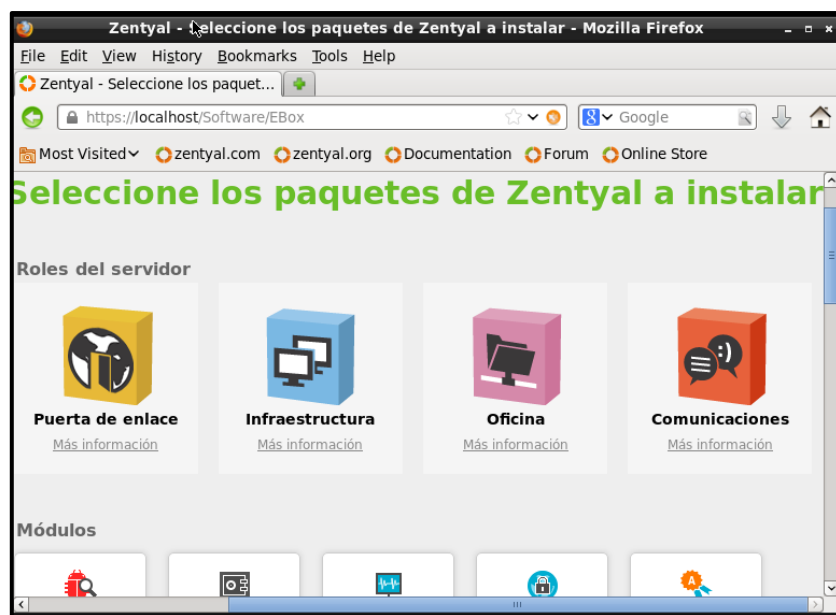 Zentyal - Seleccione los paquetes de Zentyal a instalar - Mozilla Firefox
File Edit View History Bookmarks Tools Help
Zentyal - Seleccione los paquet...
https://localhost/Software/EBox
Google
Most Visited zentyal.com zentyal.org Documentation Forum Online Store
Seleccione los paquetes de Zentyal a instalar
Roles del servidor
Puerta de enlace Infraestructura Oficina Comunicaciones
Más información Más información Más información Más información
Módulos